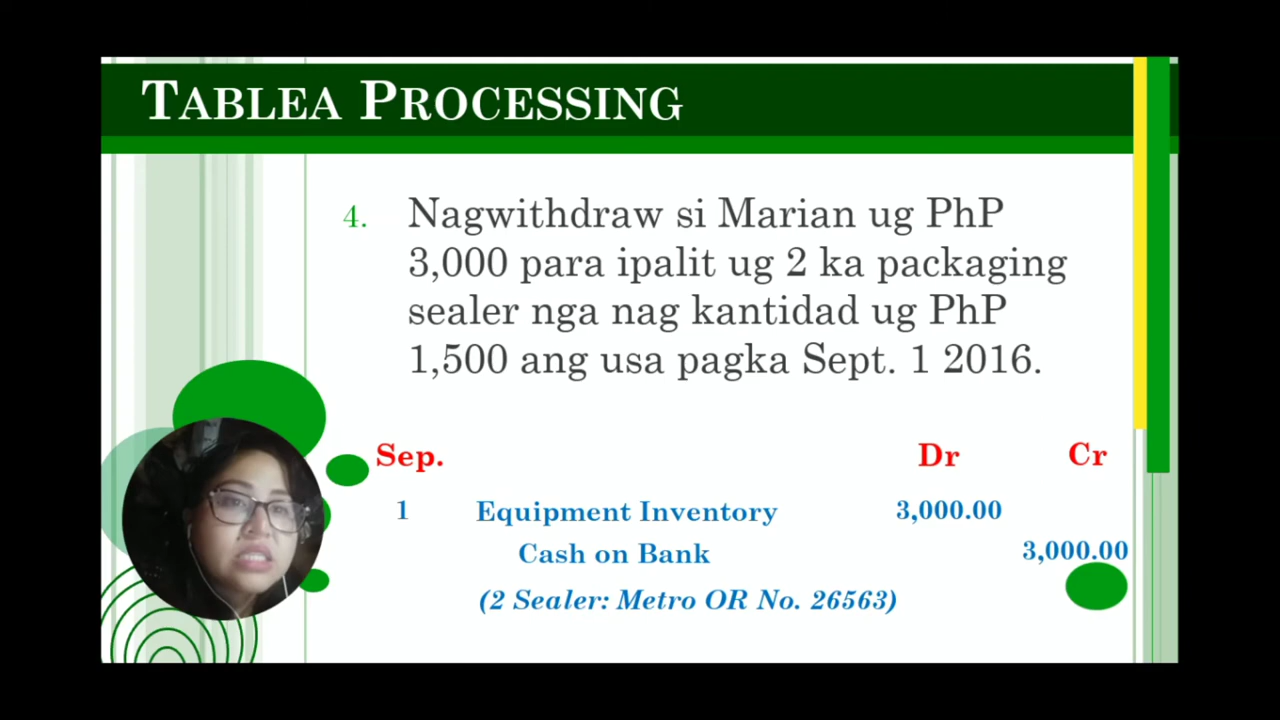 TABLEA PROCESSING
4. Nagwithdraw si Marian ug PhP
3,000 para ipalit ug 2 ka packaging
sealer nga nag kantidad ug PhP
1,500 ang usa pagka Sept. 1 2016.
Sep. Dr Cr
1 Equipment Inventory 3,000.00
Cash on Bank 3,000.00
(2 Sealer: Metro OR No. 26563)